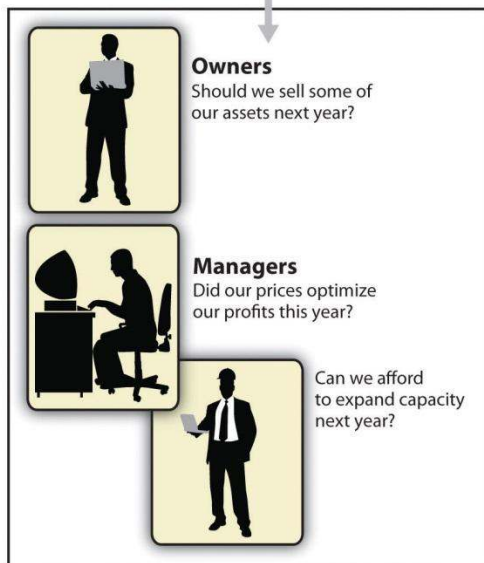 Owners
Should we sell some of
our assets next year?
Managers
Did our prices optimize
our profits this year?
Can we afford
to expand capacity
next year?